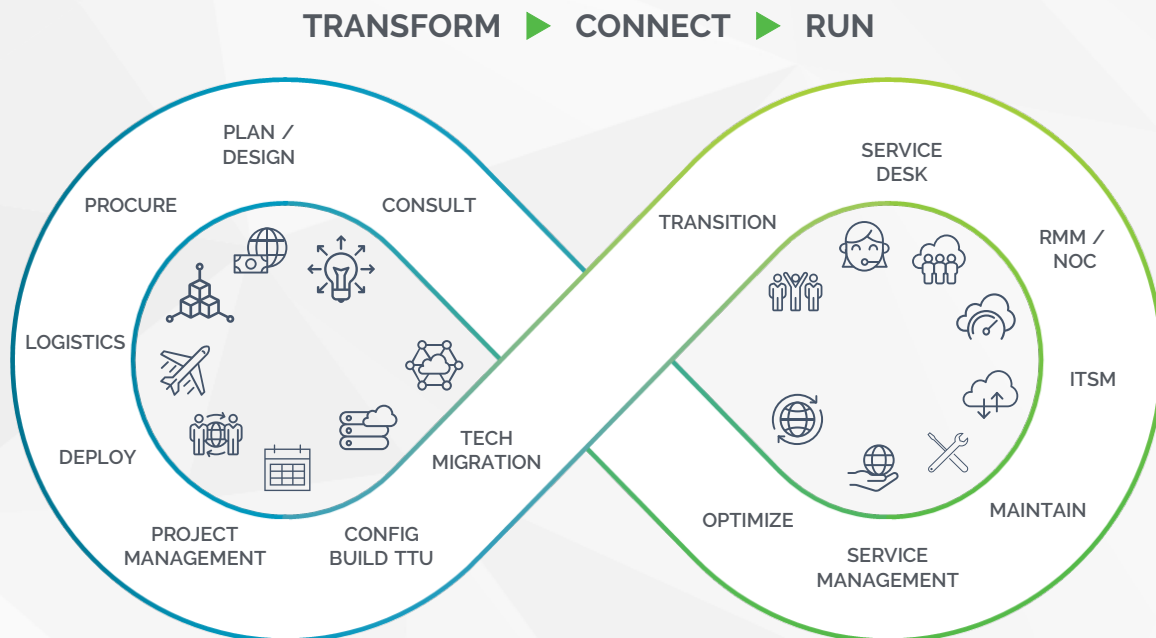 TRANSFORM CONNECT RUN
CONSULT
PLAN /
DESIGN
PROCURE
LOGISTICS
DEPLOY
PROJECT
MANAGEMENT
CONFIG
BUILD TTU
TECH
MIGRATION
TRANSITION
SERVICE
DESK
RMM /
NOC
ITSM
MAINTAIN
SERVICE
MANAGEMENT
OPTIMIZE